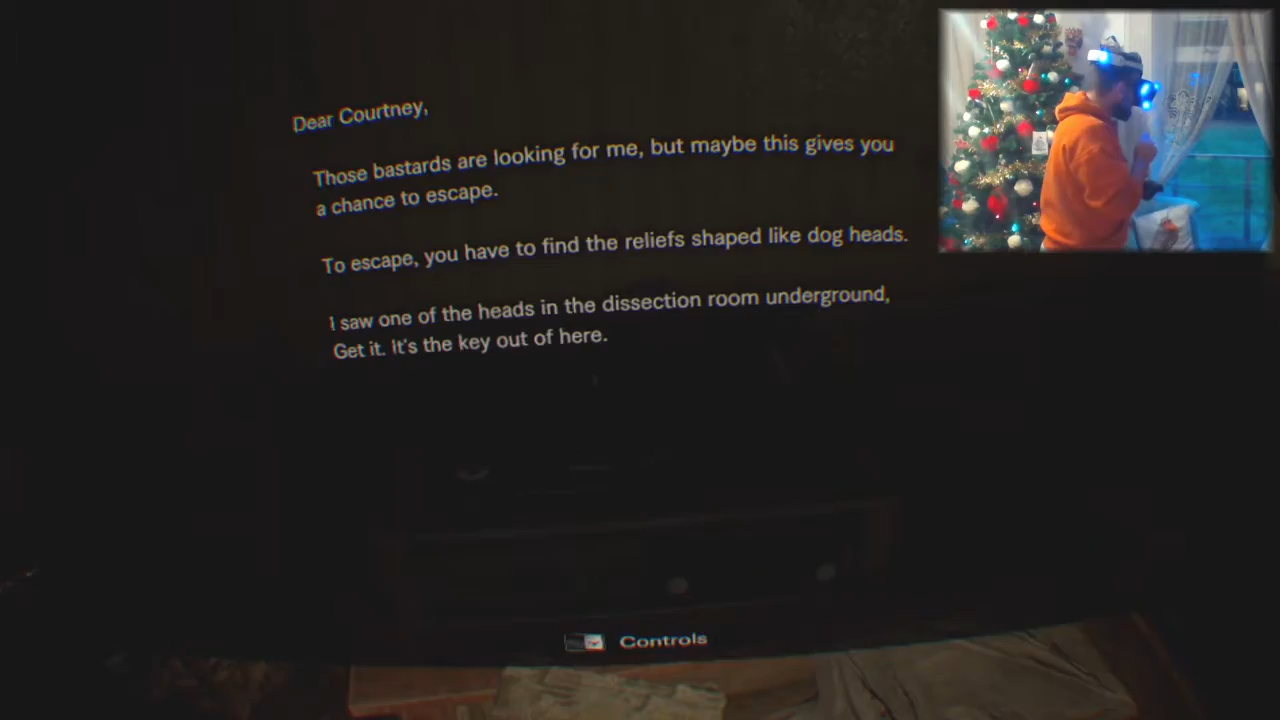 Dear Courtney,
Those bastards are looking for me, but maybe this gives you
a chance to escape.
To escape, you have to find the reliefs shaped like dog heads.
I saw one of the heads in the dissection room underground,
Get it. It's the key out of here.
Controls